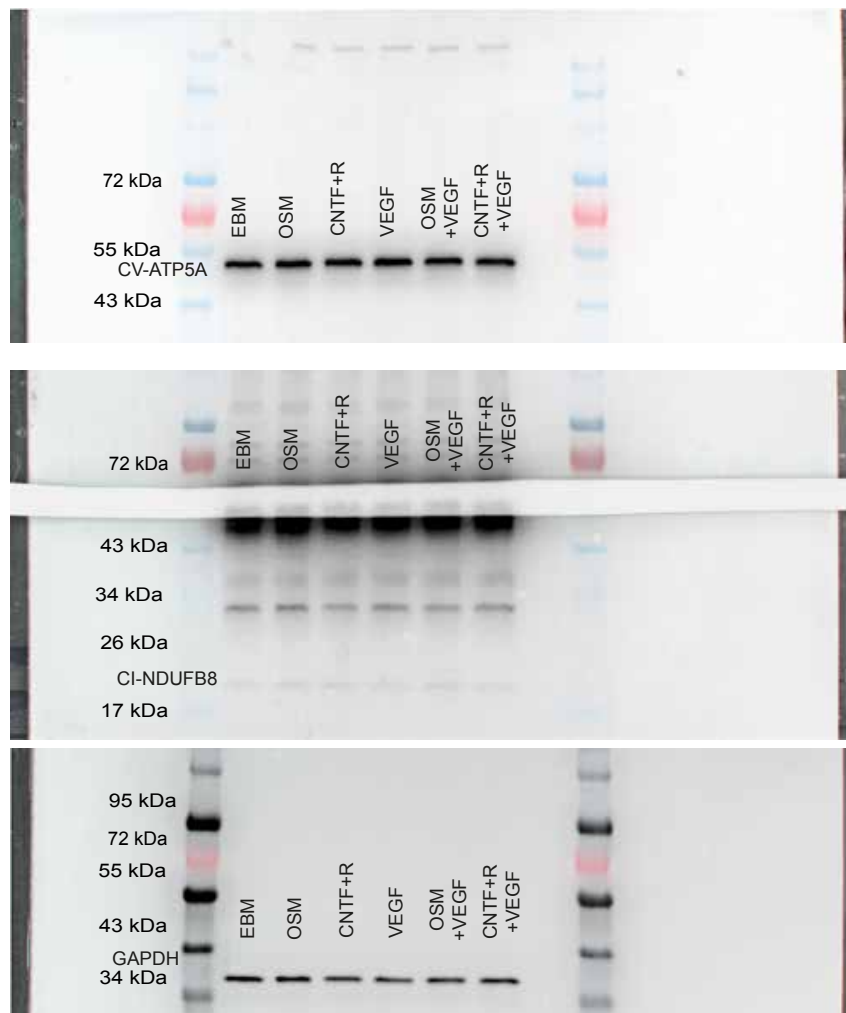 72 kDa
EBM
OSM
CNTF+R
VEGF
OSM
+VEGF
CNTF+R
+VEGF
55 kDa
CV-ATP5A
43 kDa
EBM
OSM
CNTF+R
VEGF
OSM
+VEGF
CNTF+R
+VEGF
72 kDa
43 kDa
34 kDa
26 kDa
CI-NDUFB8
17 kDa
95 kDa
72 kDa
55 kDa
EBM
OSM
CNTF+R
VEGF
OSM
+VEGF
CNTF+R
+VEGF
43 kDa
GAPDH
34 kDa